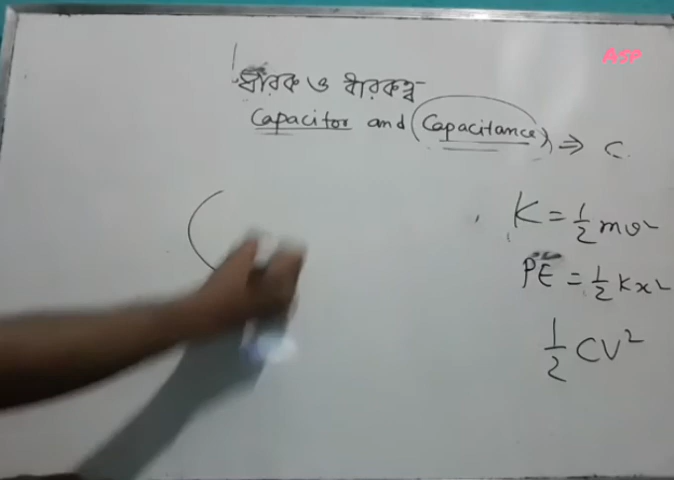 ASP
ধারক ও ধারকত্ব
Capacitor and (Capacitance) ⇒ C
K = 1/2 mv²
PE = 1/2 Kx²
1/2 CV²